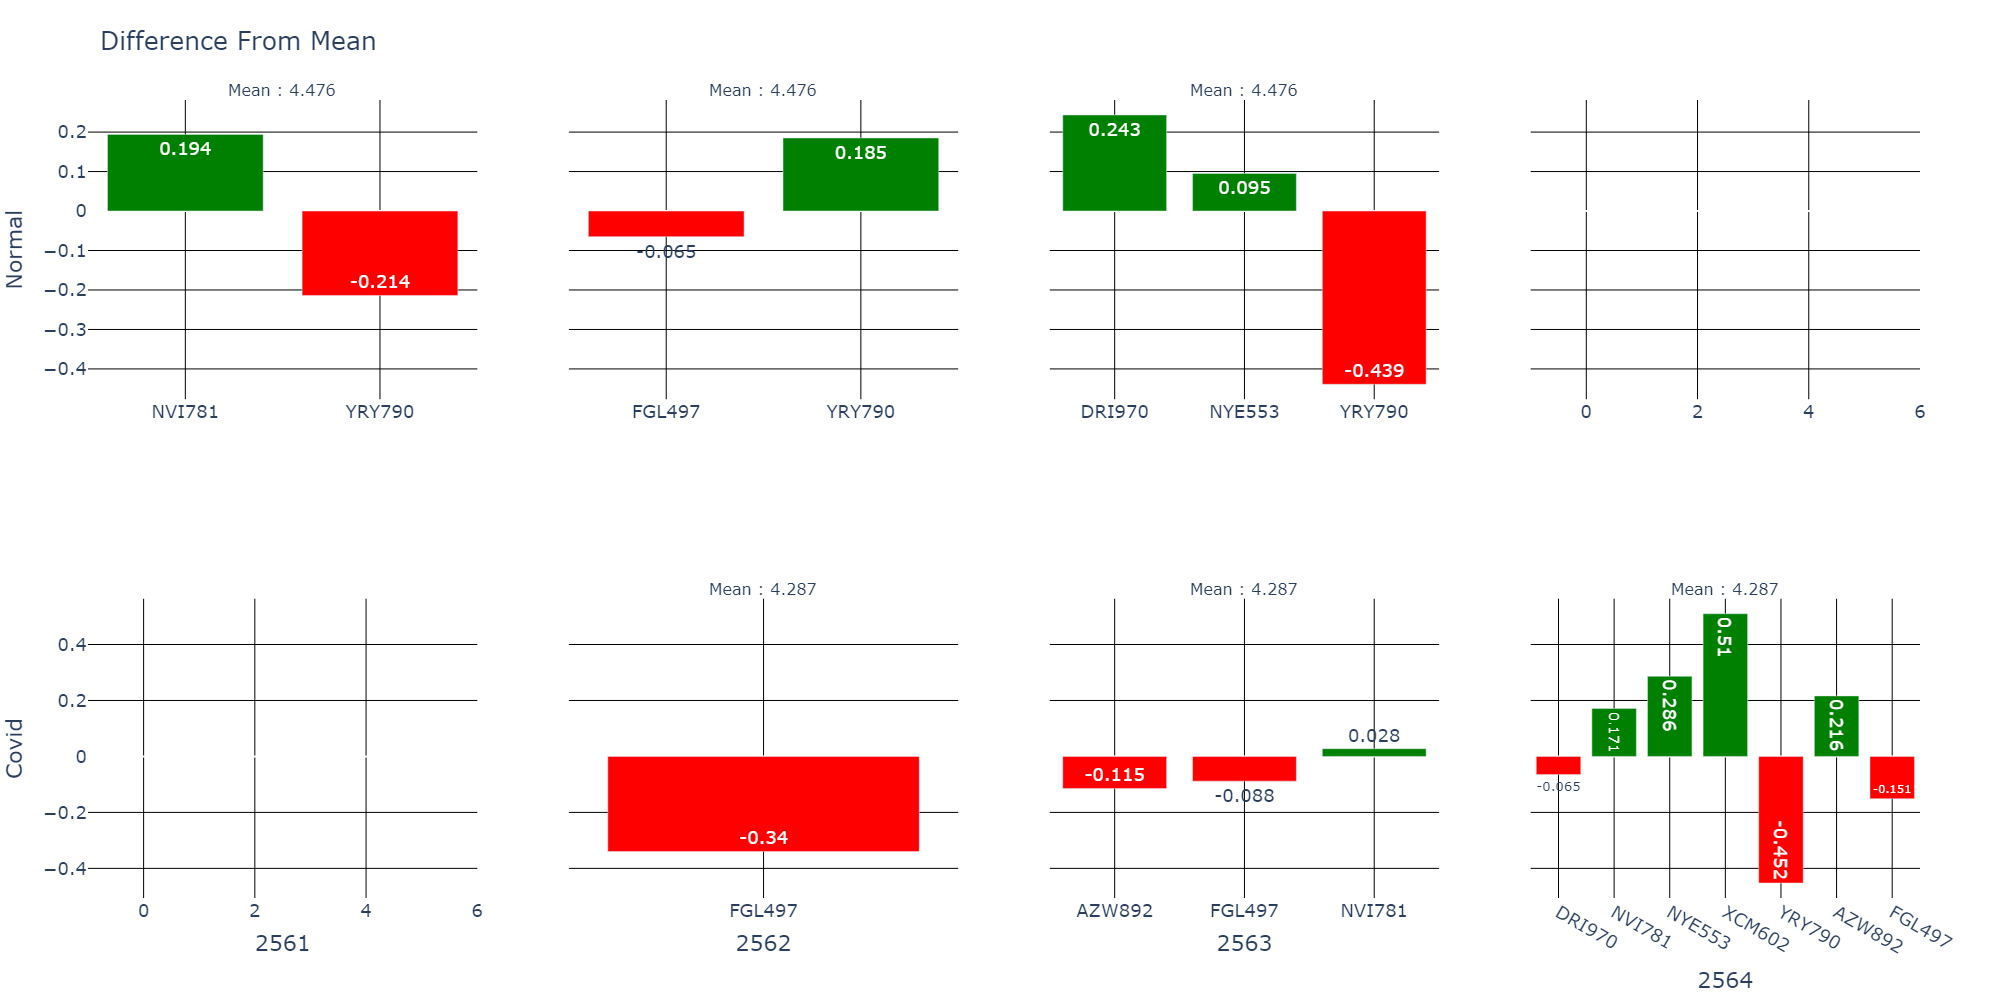 Difference From Mean
Mean : 4.476
Mean : 4.476
Mean : 4.476
Normal
0.2
0.1
0
−0.1
−0.2
−0.3
−0.4
0.194
-0.214
-0.065
0.185
0.243
0.095
-0.439
NVI781 YRY790
FGL497 YRY790
DRI970 NYE553 YRY790
0 2 4 6
Mean : 4.287
Mean : 4.287
Mean : 4.287
Covid
0.4
0.2
0
−0.2
−0.4
-0.34
-0.115
-0.088
0.028
-0.065
0.171
0.286
0.51
-0.452
0.216
-0.151
0 2 4 6
FGL497
AZW892 FGL497 NVI781
DRI970 NVI781 NYE553 XCM602 YRY790 AZW892 FGL497
2561
2562
2563
2564